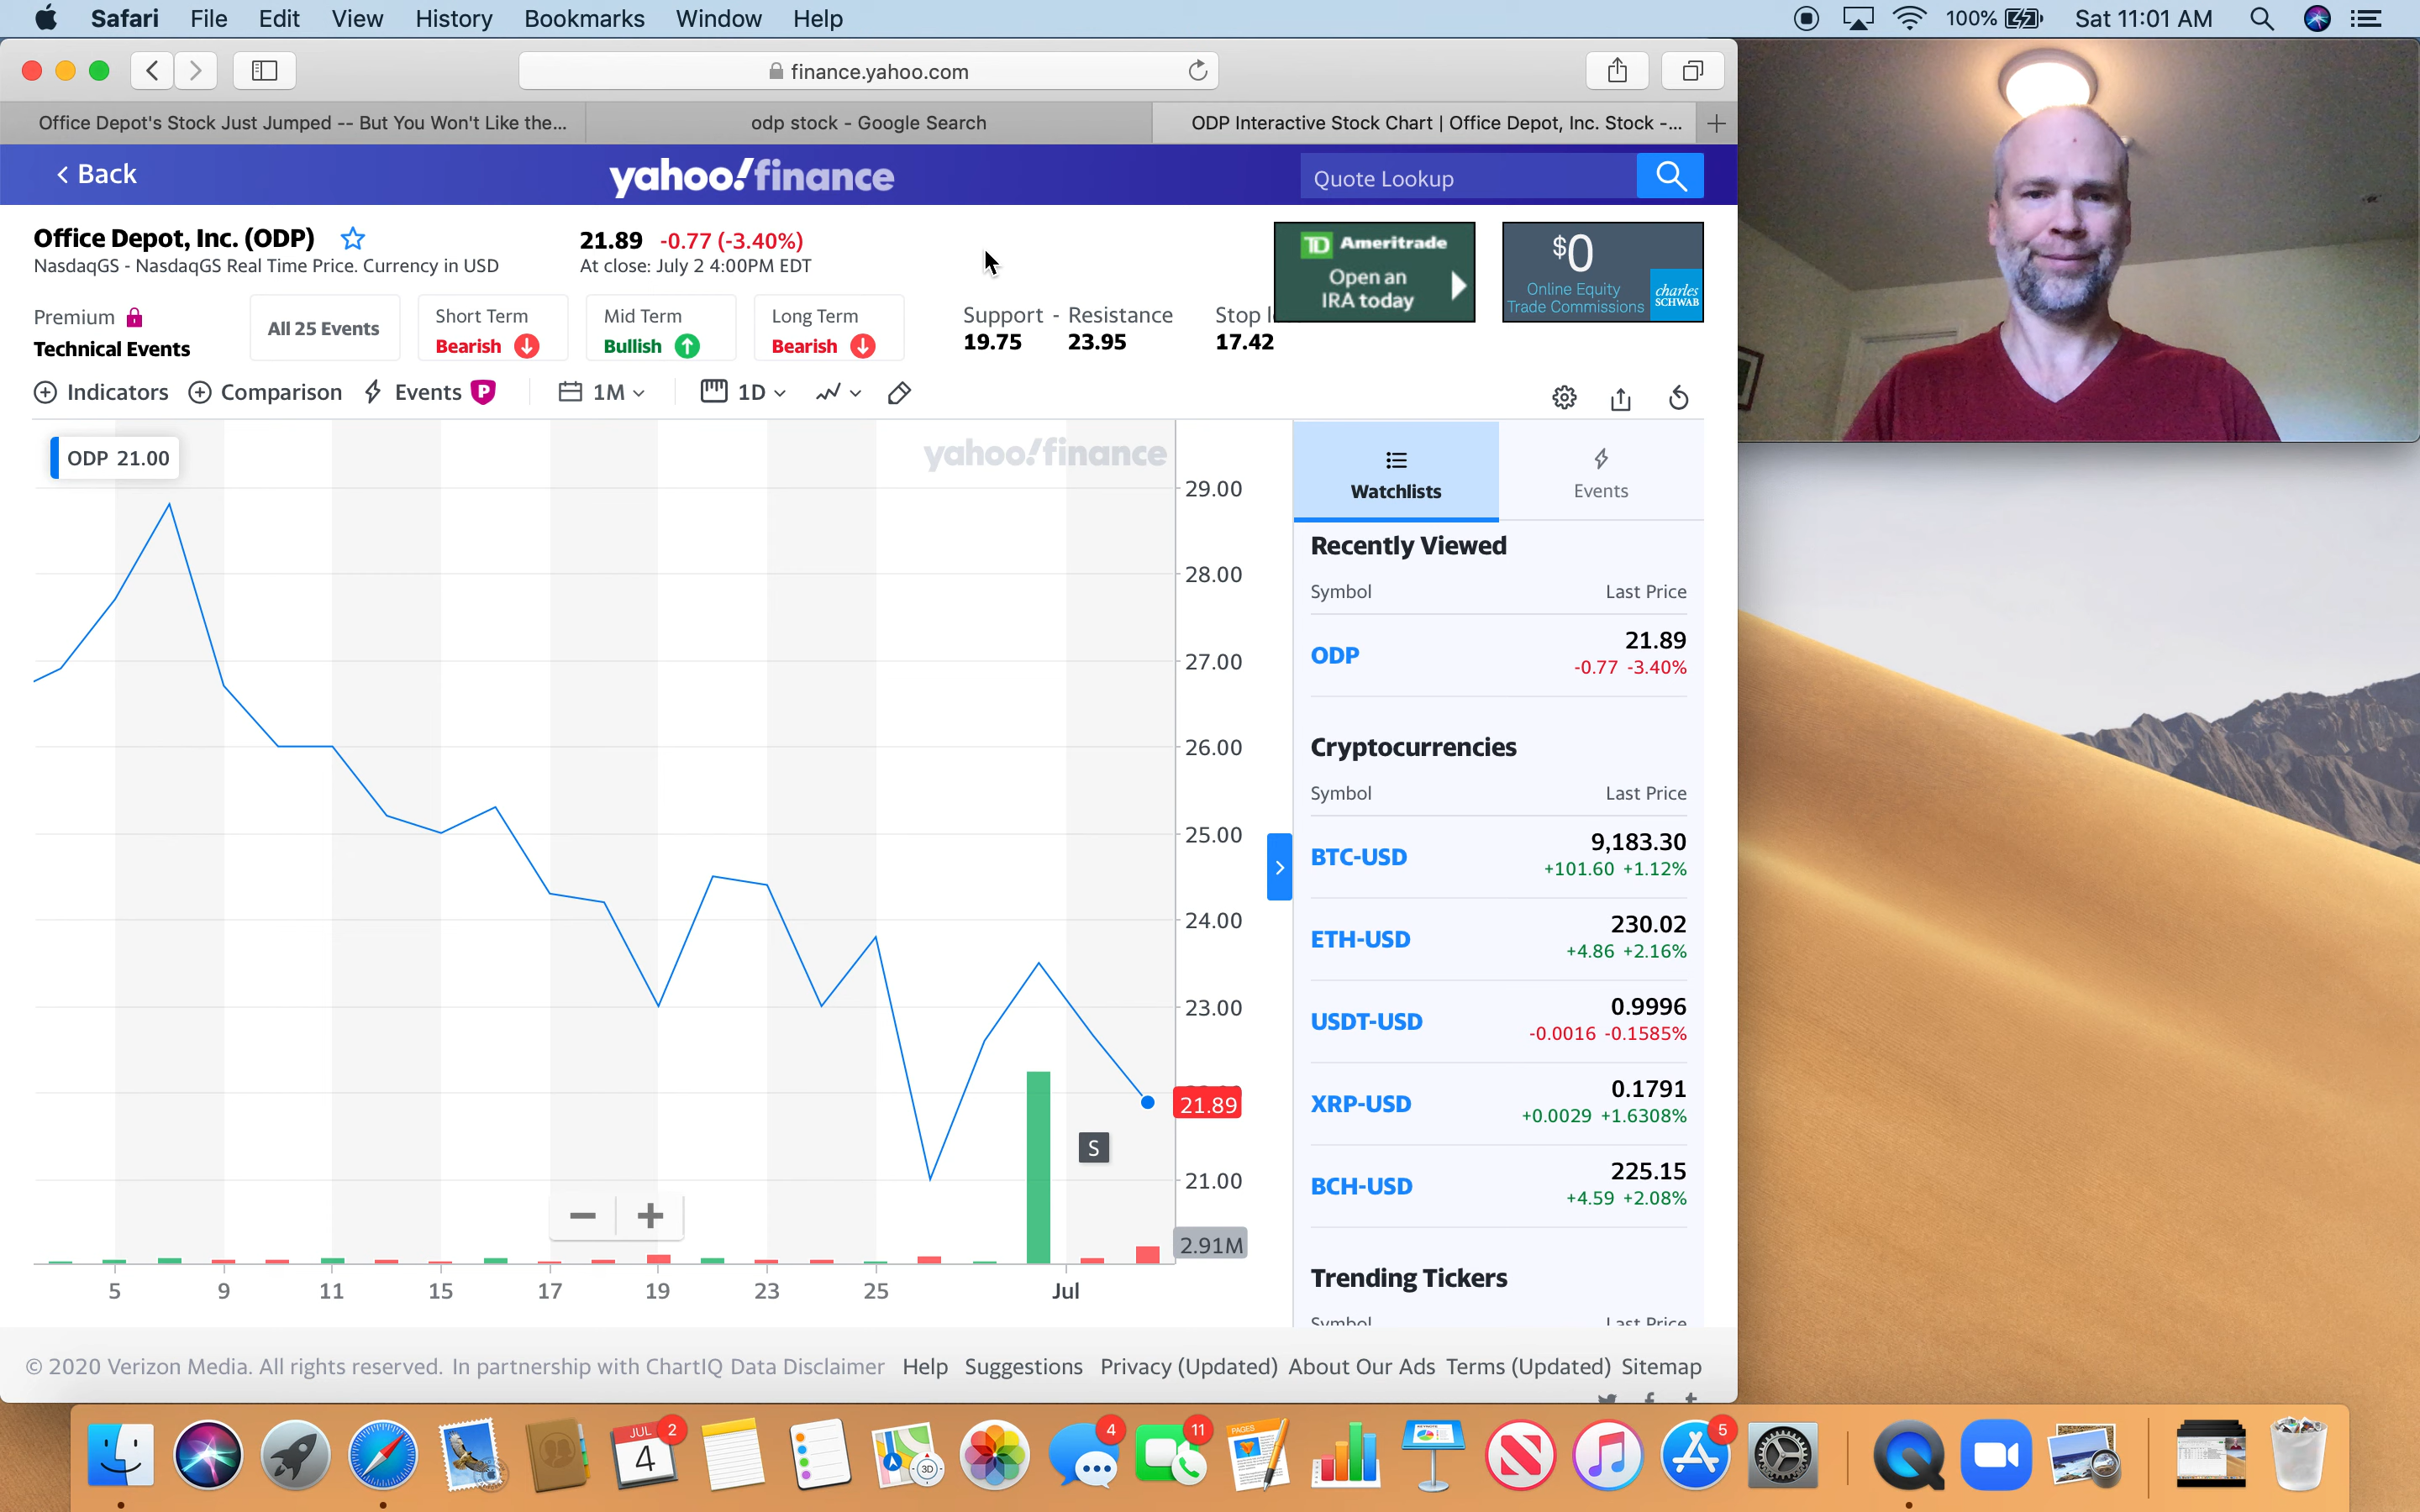 Safari File Edit View History Bookmarks Window Help 100% Sat 11:01 AM
finance.yahoo.com
Office Depot's Stock Just Jumped -- But You Won't Like the... odp stock - Google Search ODP Interactive Stock Chart | Office Depot, Inc. Stock -...
< Back yahoo!finance Quote Lookup
Office Depot, Inc. (ODP) 21.89 -0.77 (-3.40%)
NasdaqGS - NasdaqGS Real Time Price. Currency in USD At close: July 2 4:00PM EDT
TD Ameritrade
Open an
IRA today
$0
Online Equity
Trade Commissions
charles
SCHWAB
Premium
Technical Events
All 25 Events
Short Term
Bearish
Mid Term
Bullish
Long Term
Bearish
Support - Resistance
19.75 23.95
Stop
17.42
Indicators Comparison Events P 1M 1D
ODP 21.00
yahoo!finance
29.00
28.00
27.00
26.00
25.00
24.00
23.00
21.89
S
21.00
2.91M
5 9 11 15 17 19 23 25 Jul
Watchlists Events
Recently Viewed
Symbol Last Price
ODP 21.89
-0.77 -3.40%
Cryptocurrencies
Symbol Last Price
BTC-USD 9,183.30
+101.60 +1.12%
ETH-USD 230.02
+4.86 +2.16%
USDT-USD 0.9996
-0.0016 -0.1585%
XRP-USD 0.1791
+0.0029 +1.6308%
BCH-USD 225.15
+4.59 +2.08%
Trending Tickers
Symbol Last Price
© 2020 Verizon Media. All rights reserved. In partnership with ChartIQ Data Disclaimer Help Suggestions Privacy (Updated) About Our Ads Terms (Updated) Sitemap
JUL 2
4
3D
4
11
PAGES
5